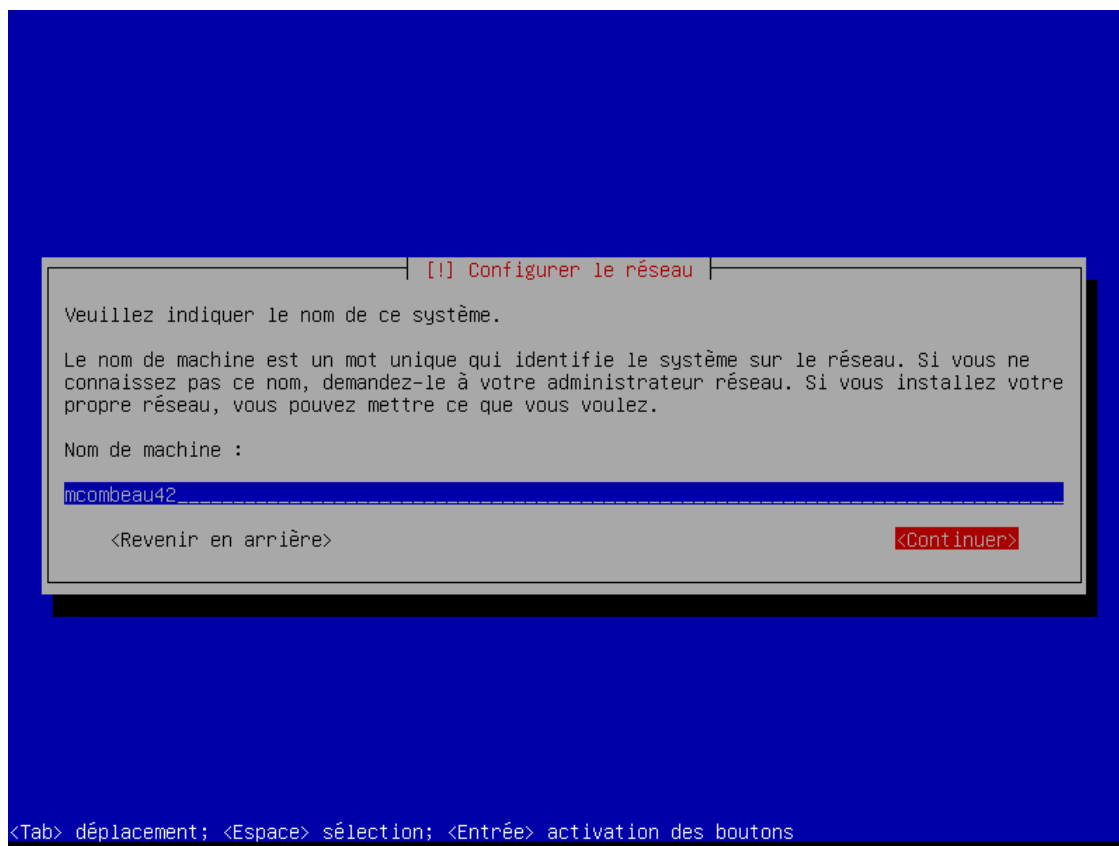 [!] Configurer le réseau
Veuillez indiquer le nom de ce système.
Le nom de machine est un mot unique qui identifie le système sur le réseau. Si vous ne
connaissez pas ce nom, demandez-le à votre administrateur réseau. Si vous installez votre
propre réseau, vous pouvez mettre ce que vous voulez.
Nom de machine :
mcombeau42_______________________________________________________________________________
<Revenir en arrière> <Continuer>
<Tab> déplacement; <Espace> sélection; <Entrée> activation des boutons